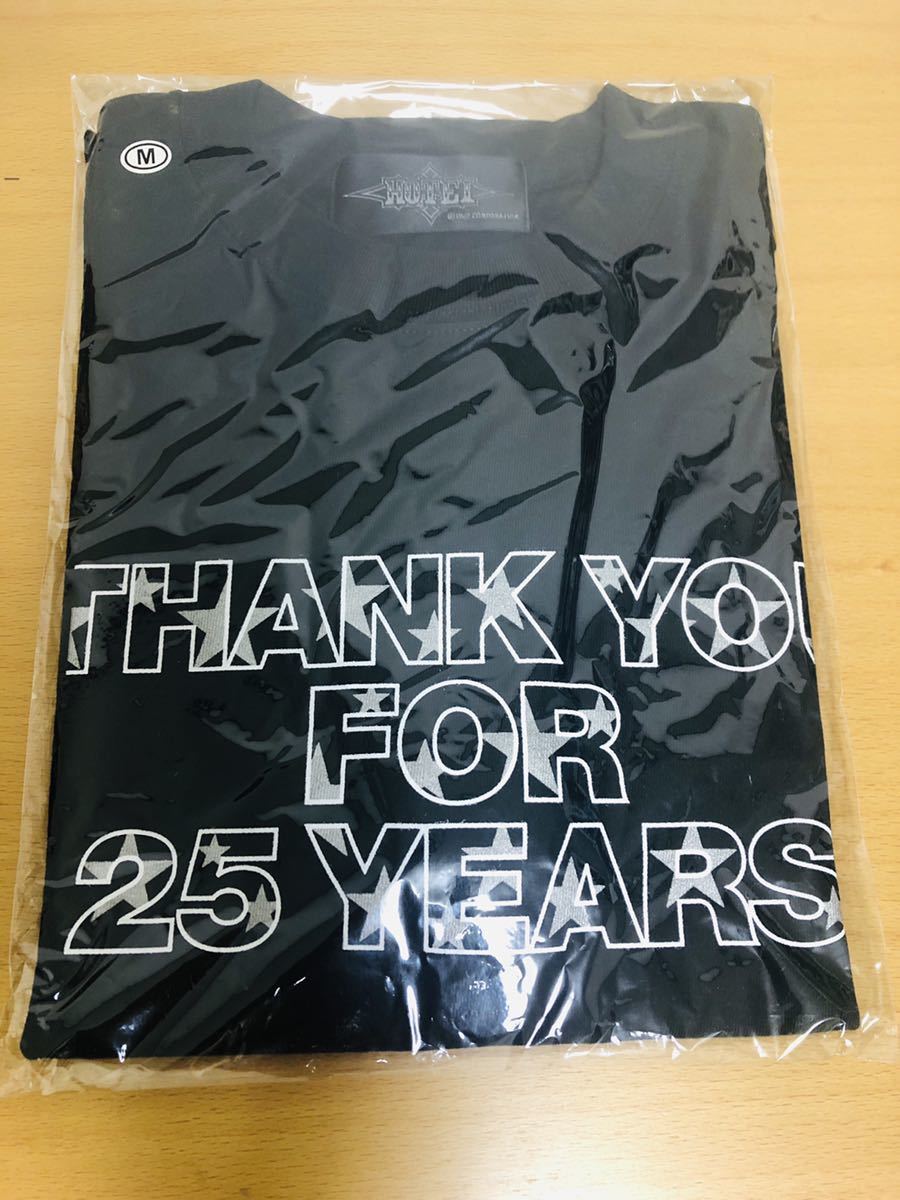 M
HOTEI
THANK YOU
FOR
25 YEARS